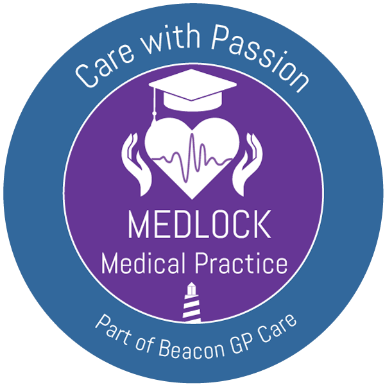 Care with Passion
MEDLOCK
Medical Practice
Part of Beacon GP Care